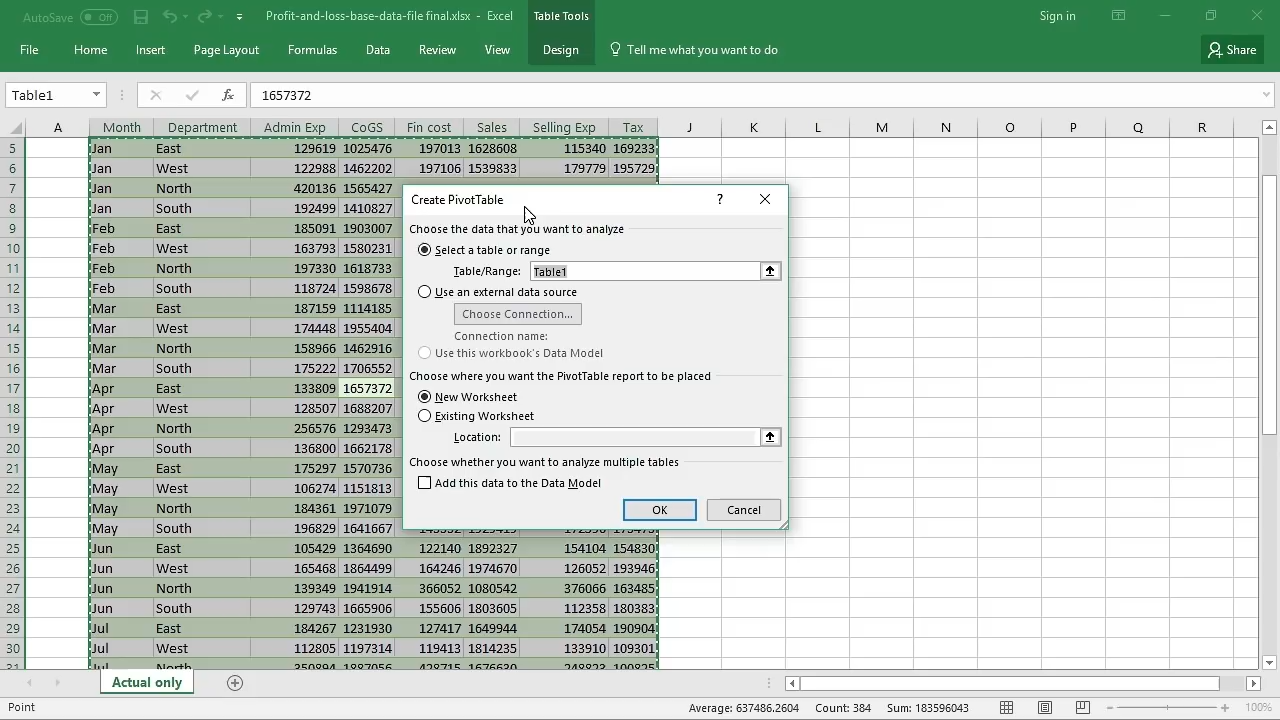 AutoSave Off Profit-and-loss-base-data-file final.xlsx - Excel Table Tools Sign in
File Home Insert Page Layout Formulas Data Review View Design Tell me what you want to do Share
Table1 fx 1657372
A Month Department Admin Exp CoGS Fin cost Sales Selling Exp Tax J K L M N O P Q R
5 Jan East 129619 1025476 197013 1628608 115340 169233
6 Jan West 122988 1462202 197106 1539833 179779 195729
7 Jan North 420136 1565427
8 Jan South 192499 1410827
9 Feb East 185091 1903007
10 Feb West 163793 1580231
11 Feb North 197330 1618733
12 Feb South 118724 1598678
13 Mar East 187159 1114185
14 Mar West 174448 1955404
15 Mar North 158966 1462916
16 Mar South 175222 1706552
17 Apr East 133809 1657372
18 Apr West 128507 1688207
19 Apr North 256576 1293473
20 Apr South 136800 1662178
21 May East 175297 1570736
22 May West 106274 1151813
23 May North 184361 1971079
24 May South 196829 1641667
25 Jun East 105429 1364690 122140 1892327 154104 154830
26 Jun West 165468 1864499 164246 1974670 126052 193946
27 Jun North 139349 1941914 366052 1080542 376066 163485
28 Jun South 129743 1665906 155606 1803605 112358 180383
29 Jul East 184267 1231930 127417 1649944 174054 190904
30 Jul West 112805 1197314 119413 1814235 133910 109301
Jul North
Create PivotTable ?
Choose the data that you want to analyze
Select a table or range
Table/Range: Table1
Use an external data source
Choose Connection...
Connection name:
Use this workbook's Data Model
Choose where you want the PivotTable report to be placed
New Worksheet
Existing Worksheet
Location:
Choose whether you want to analyze multiple tables
Add this data to the Data Model
OK Cancel
Actual only
Point Average: 637486.2604 Count: 384 Sum: 183596043 100%